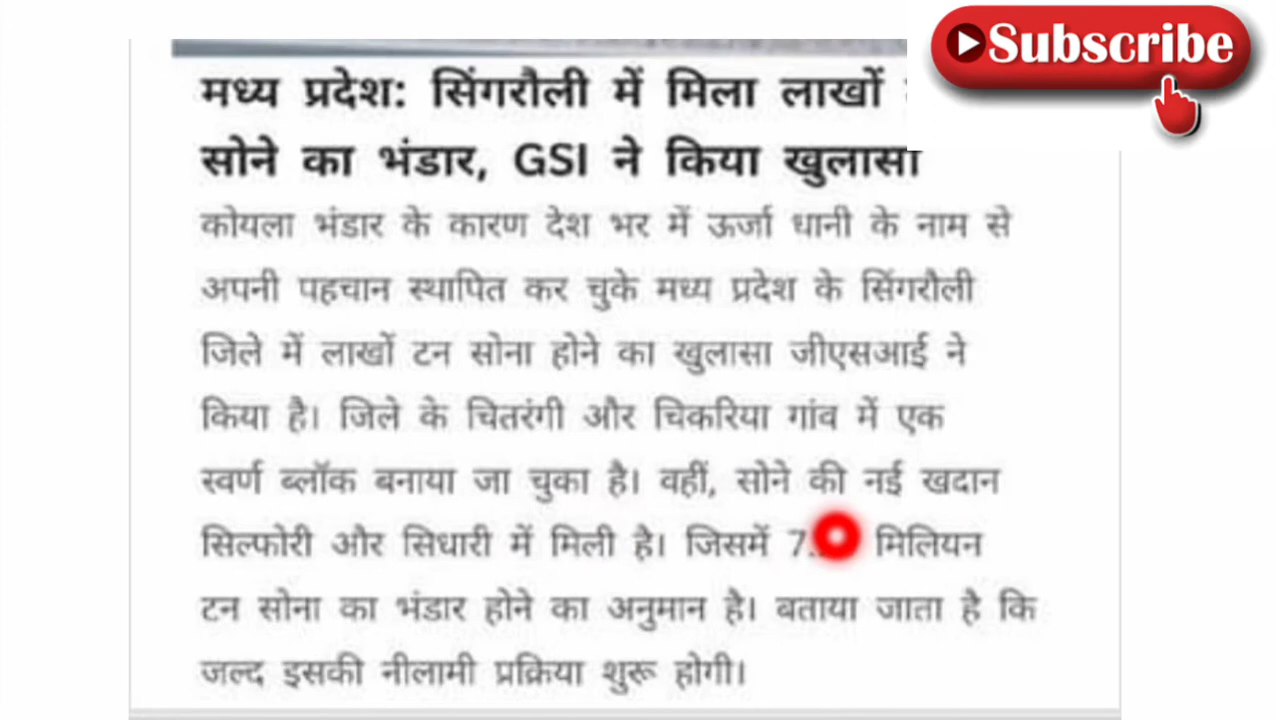 Subscribe
मध्य प्रदेश: सिंगरौली में मिला लाखों
सोने का भंडार, GSI ने किया खुलासा
कोयला भंडार के कारण देश भर में ऊर्जा धानी के नाम से
अपनी पहचान स्थापित कर चुके मध्य प्रदेश के सिंगरौली
जिले में लाखों टन सोना होने का खुलासा जीएसआई ने
किया है। जिले के चितरंगी और चिकरिया गांव में एक
स्वर्ण ब्लॉक बनाया जा चुका है। वहीं, सोने की नई खदान
सिल्फोरी और सिधारी में मिली है। जिसमें मिलियन
टन सोना का भंडार होने का अनुमान है। बताया जाता है कि
जल्द इसकी नीलामी प्रक्रिया शुरू होगी।